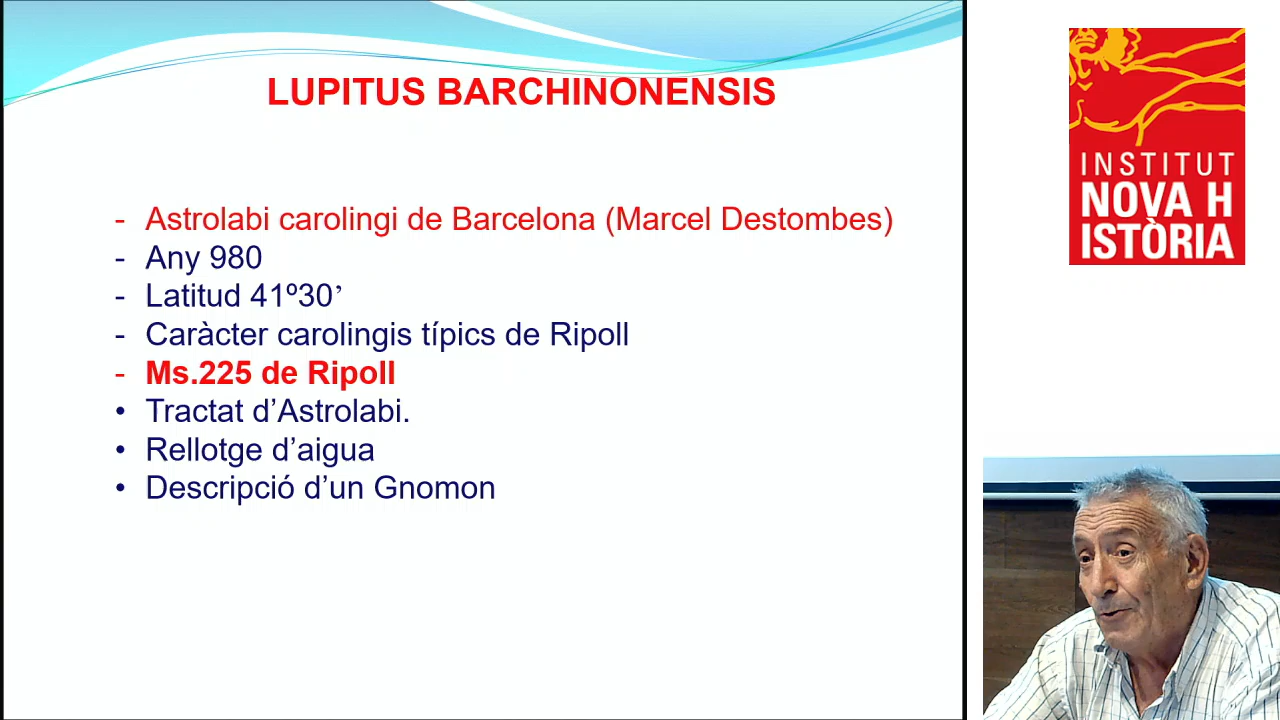 LUPITUS BARCHINONENSIS
- Astrolabi carolingi de Barcelona (Marcel Destombes)
- Any 980
- Latitud 41º30’
- Caràcter carolingis típics de Ripoll
- Ms.225 de Ripoll
• Tractat d’Astrolabi.
• Rellotge d’aigua
• Descripció d’un Gnomon
INSTITUT
NOVA H
ISTÒRIA